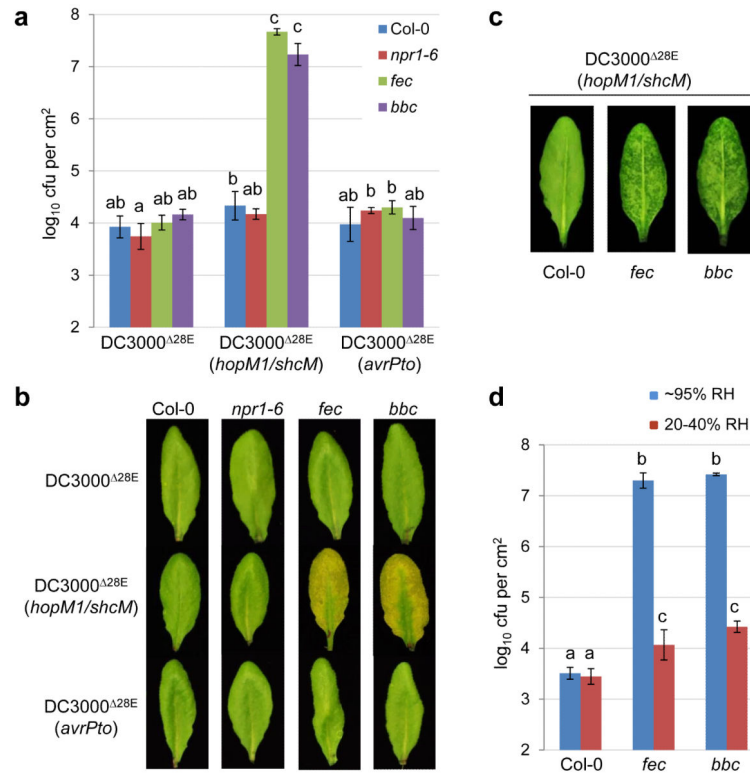 a
log10 cfu per cm2
8
7
6
5
4
3
2
Col-0
npr1-6
fec
bbc
ab a ab ab
b ab c c
ab b b ab
DC3000Δ28E
DC3000Δ28E
(hopM1/shcM)
DC3000Δ28E
(avrPto)
b
Col-0 npr1-6 fec bbc
DC3000Δ28E
DC3000Δ28E
(hopM1/shcM)
DC3000Δ28E
(avrPto)
c
DC3000Δ28E
(hopM1/shcM)
Col-0 fec bbc
d
~95% RH
20-40% RH
log10 cfu per cm2
8
7
6
5
4
3
2
a a b c b c
Col-0 fec bbc